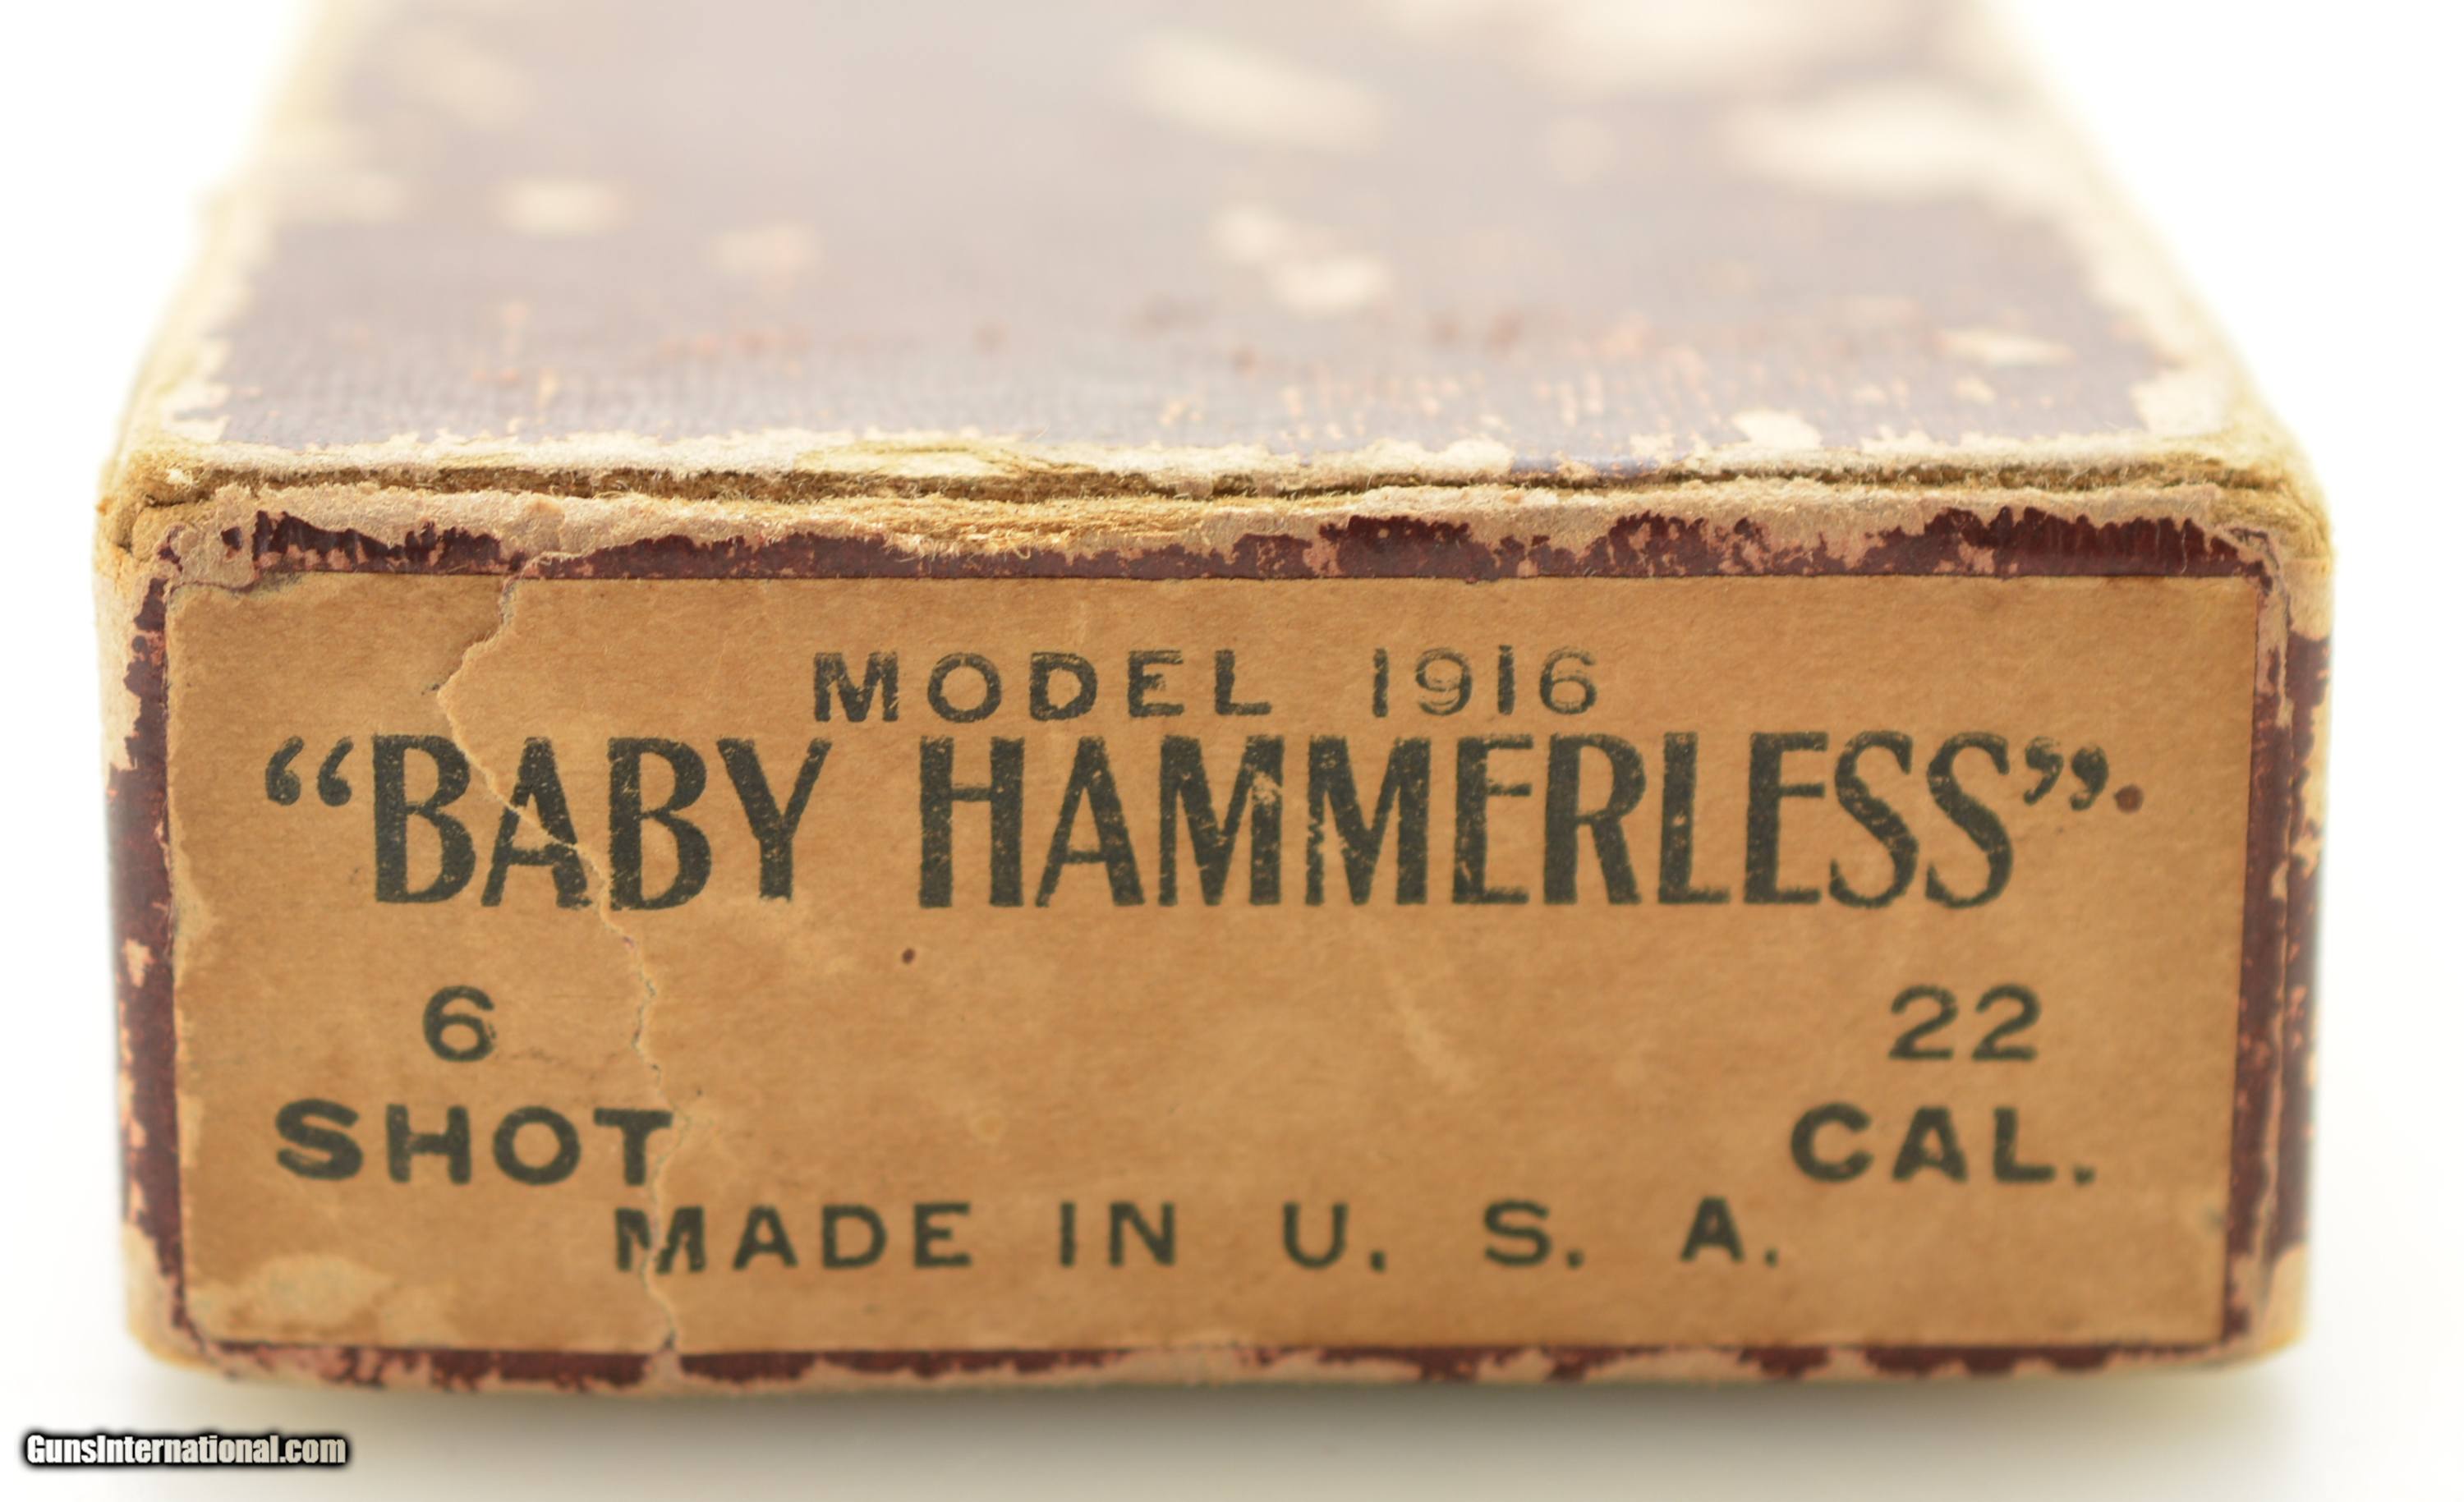 MODEL 1916
“BABY HAMMERLESS”
6
SHOT
22
CAL.
MADE IN U. S. A.
GunsInternational.com